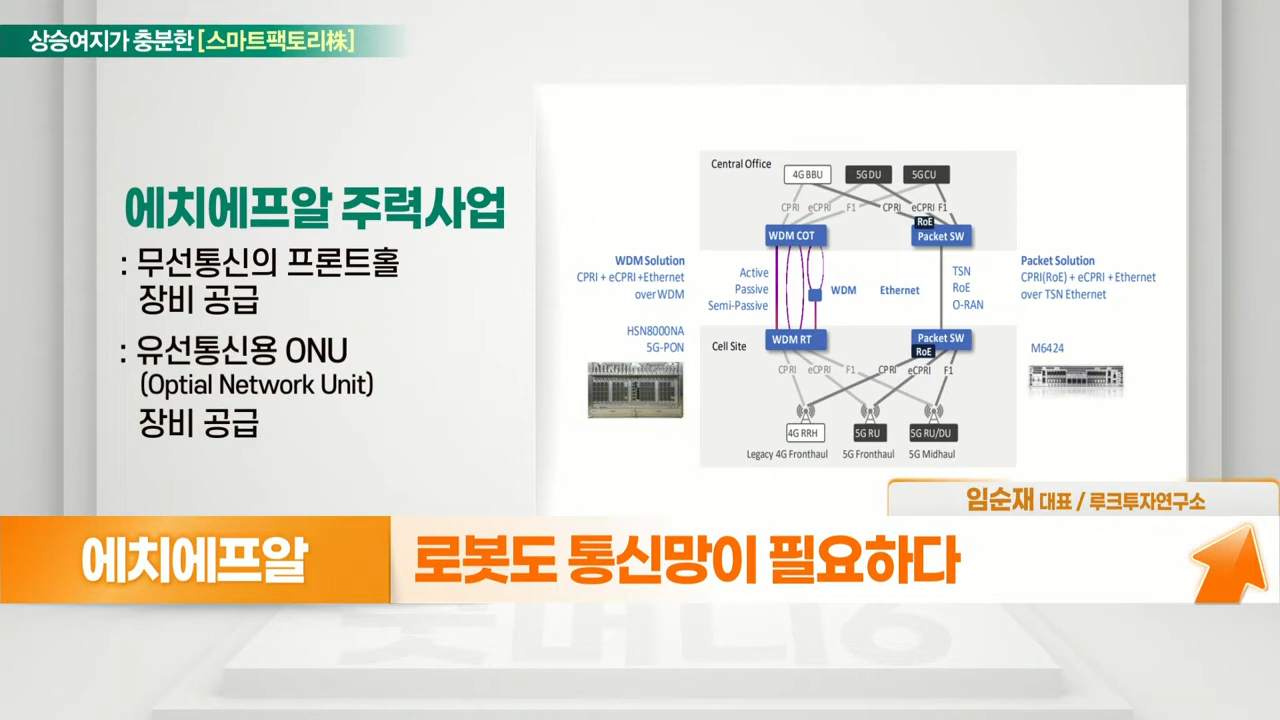 상승여지가 충분한 [스마트팩토리株]
에치에프알 주력사업
: 무선통신의 프론트홀
장비 공급
: 유선통신용 ONU
(Optial Network Unit)
장비 공급
Central Office
4G BBU 5G DU 5G CU
CPRI eCPRI F1 CPRI eCPRI F1
RoE
WDM COT Packet SW
WDM Solution
CPRI + eCPRI +Ethernet
over WDM
Active
Passive
Semi-Passive
WDM
Ethernet
TSN
RoE
O-RAN
Packet Solution
CPRI(RoE) + eCPRI + Ethernet
over TSN Ethernet
HSN8000NA
5G-PON
Cell Site
WDM RT Packet SW
RoE
M6424
CPRI eCPRI F1 CPRI eCPRI F1
4G RRH 5G RU 5G RU/DU
Legacy 4G Fronthaul 5G Fronthaul 5G Midhaul
임순재 대표 / 루크투자연구소
에치에프알
로봇도 통신망이 필요하다